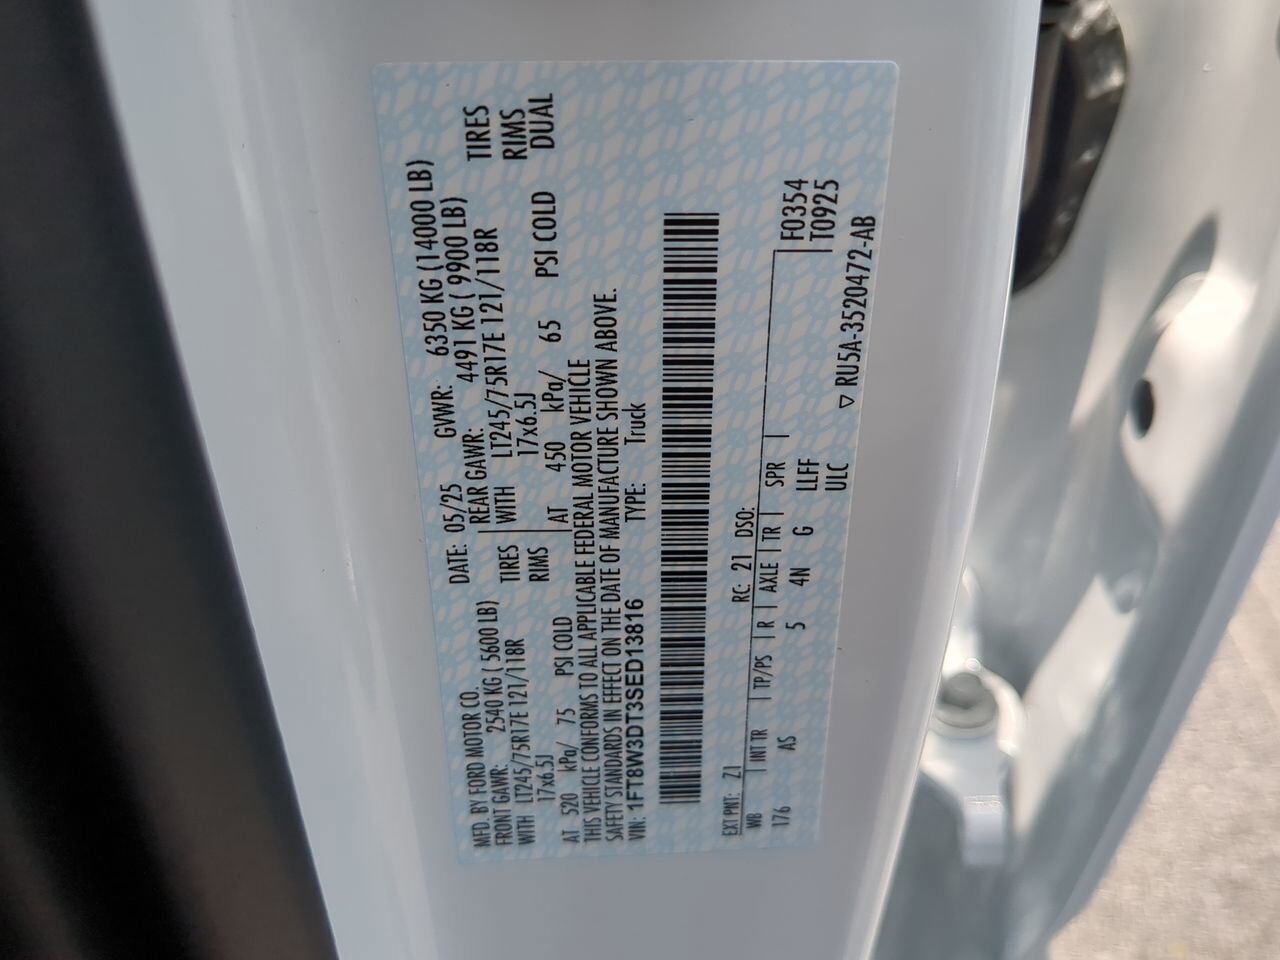 MFD. BY FORD MOTOR CO.
DATE: 05/25 GVWR: 6350 KG (14000 LB)
FRONT GAWR: 2540 KG ( 5600 LB) REAR GAWR: 4491 KG ( 9900 LB)
WITH LT245/75R17E 121/118R TIRES WITH LT245/75R17E 121/118R TIRES
17x6.5J RIMS 17x6.5J RIMS
AT 520 kPa/ 75 PSI COLD AT 450 kPa/ 65 PSI COLD DUAL
THIS VEHICLE CONFORMS TO ALL APPLICABLE FEDERAL MOTOR VEHICLE
SAFETY STANDARDS IN EFFECT ON THE DATE OF MANUFACTURE SHOWN ABOVE.
VIN: 1FT8W3DT3SED13816 TYPE: Truck
EXT PNT: Z1 RC: 21 DSO:
WB INT TR TP/PS R AXLE TR SPR F0354
176 AS 5 4N G LLFF T0925
ULC
▽ RU5A-3520472-AB